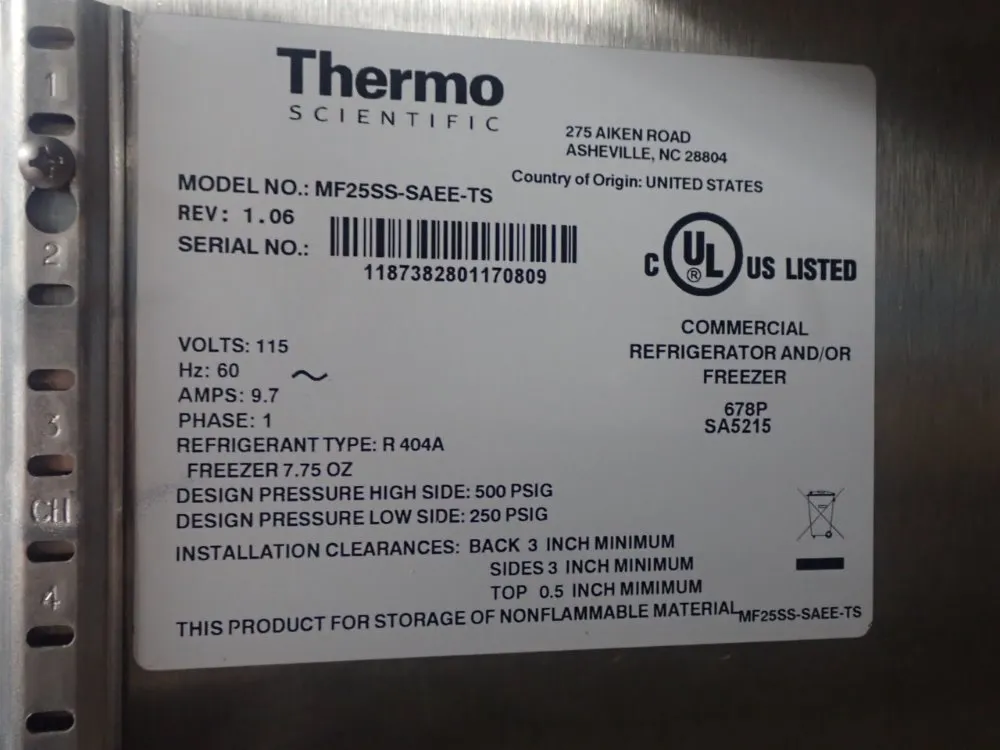 Thermo
SCIENTIFIC
275 AIKEN ROAD
ASHEVILLE, NC 28804
Country of Origin: UNITED STATES
MODEL NO.: MF25SS-SAEE-TS
REV: 1.06
SERIAL NO.:
1187382801170809
C UL ® US LISTED
COMMERCIAL
REFRIGERATOR AND/OR
FREEZER
678P
SA5215
VOLTS: 115
Hz: 60 ~
AMPS: 9.7
PHASE: 1
REFRIGERANT TYPE: R 404A
FREEZER 7.75 OZ
DESIGN PRESSURE HIGH SIDE: 500 PSIG
DESIGN PRESSURE LOW SIDE: 250 PSIG
INSTALLATION CLEARANCES: BACK 3 INCH MINIMUM
SIDES 3 INCH MINIMUM
TOP 0.5 INCH MIMIMUM
THIS PRODUCT FOR STORAGE OF NONFLAMMABLE MATERIAL
MF25SS-SAEE-TS
1
2
3
CH
4